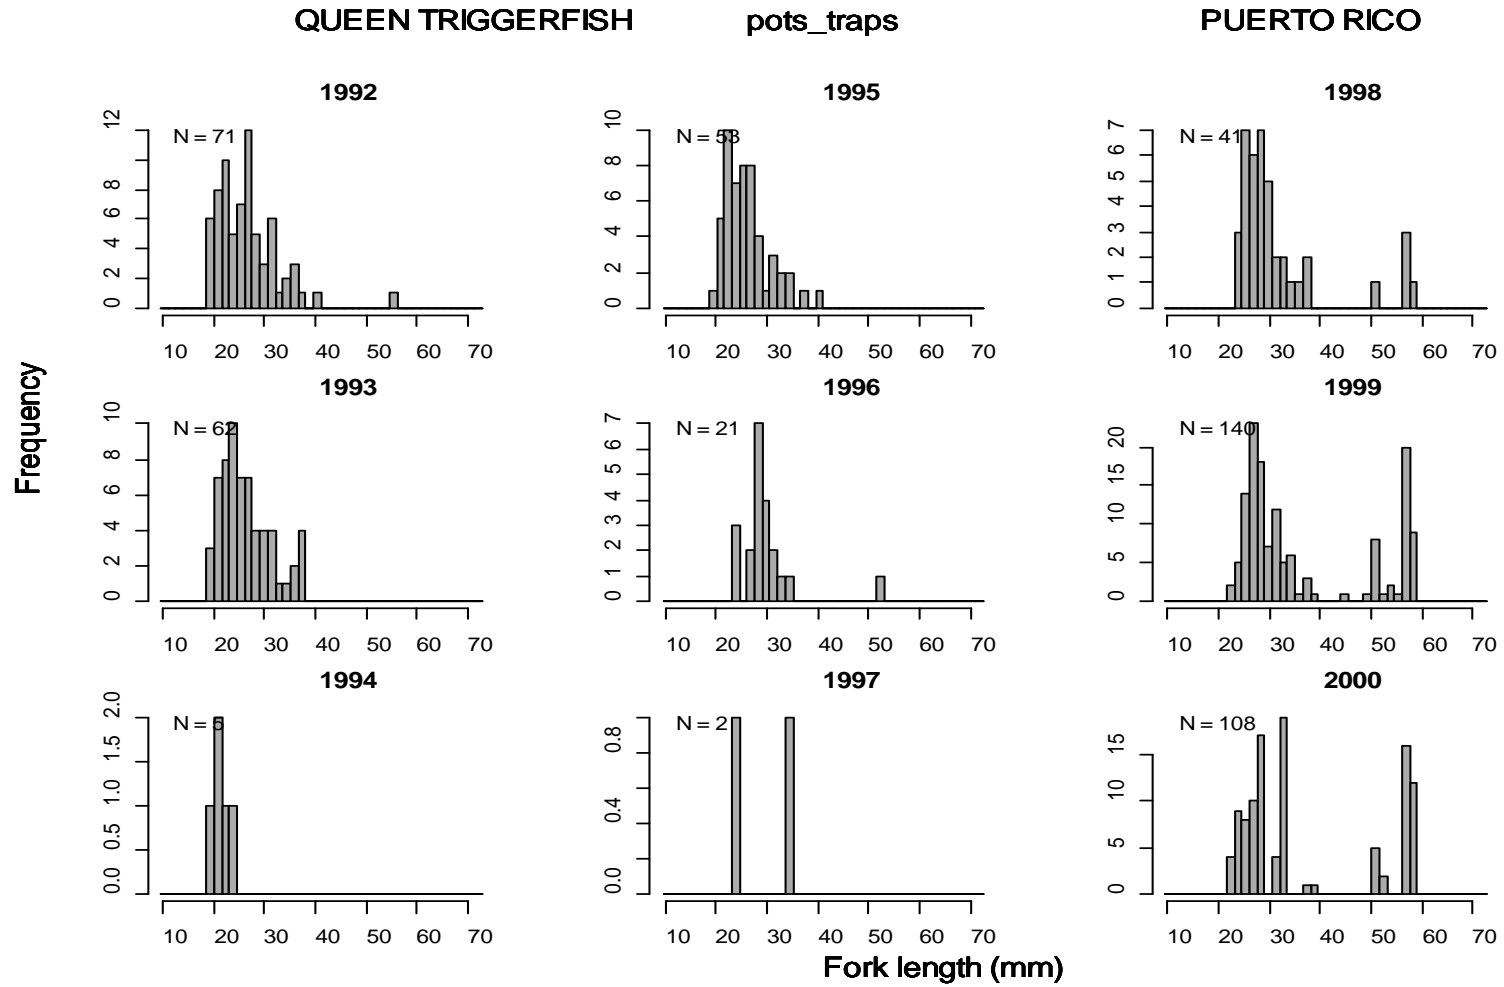 QUEEN TRIGGERFISH pots_traps PUERTO RICO
1992
N = 71
0 2 4 6 8 12
10 20 30 40 50 60 70
1995
N = 53
0 2 4 6 8 10
10 20 30 40 50 60 70
1998
N = 41
0 1 2 3 4 5 6 7
10 20 30 40 50 60 70
Frequency
1993
N = 62
0 2 4 6 8 10
10 20 30 40 50 60 70
1996
N = 21
0 1 2 3 4 5 6 7
10 20 30 40 50 60 70
1999
N = 140
0 5 10 15 20
10 20 30 40 50 60 70
1994
N = 5
0.0 0.5 1.0 1.5 2.0
10 20 30 40 50 60 70
1997
N = 2
0.0 0.4 0.8
10 20 30 40 50 60 70
2000
N = 108
0 5 10 15
10 20 30 40 50 60 70
Fork length (mm)